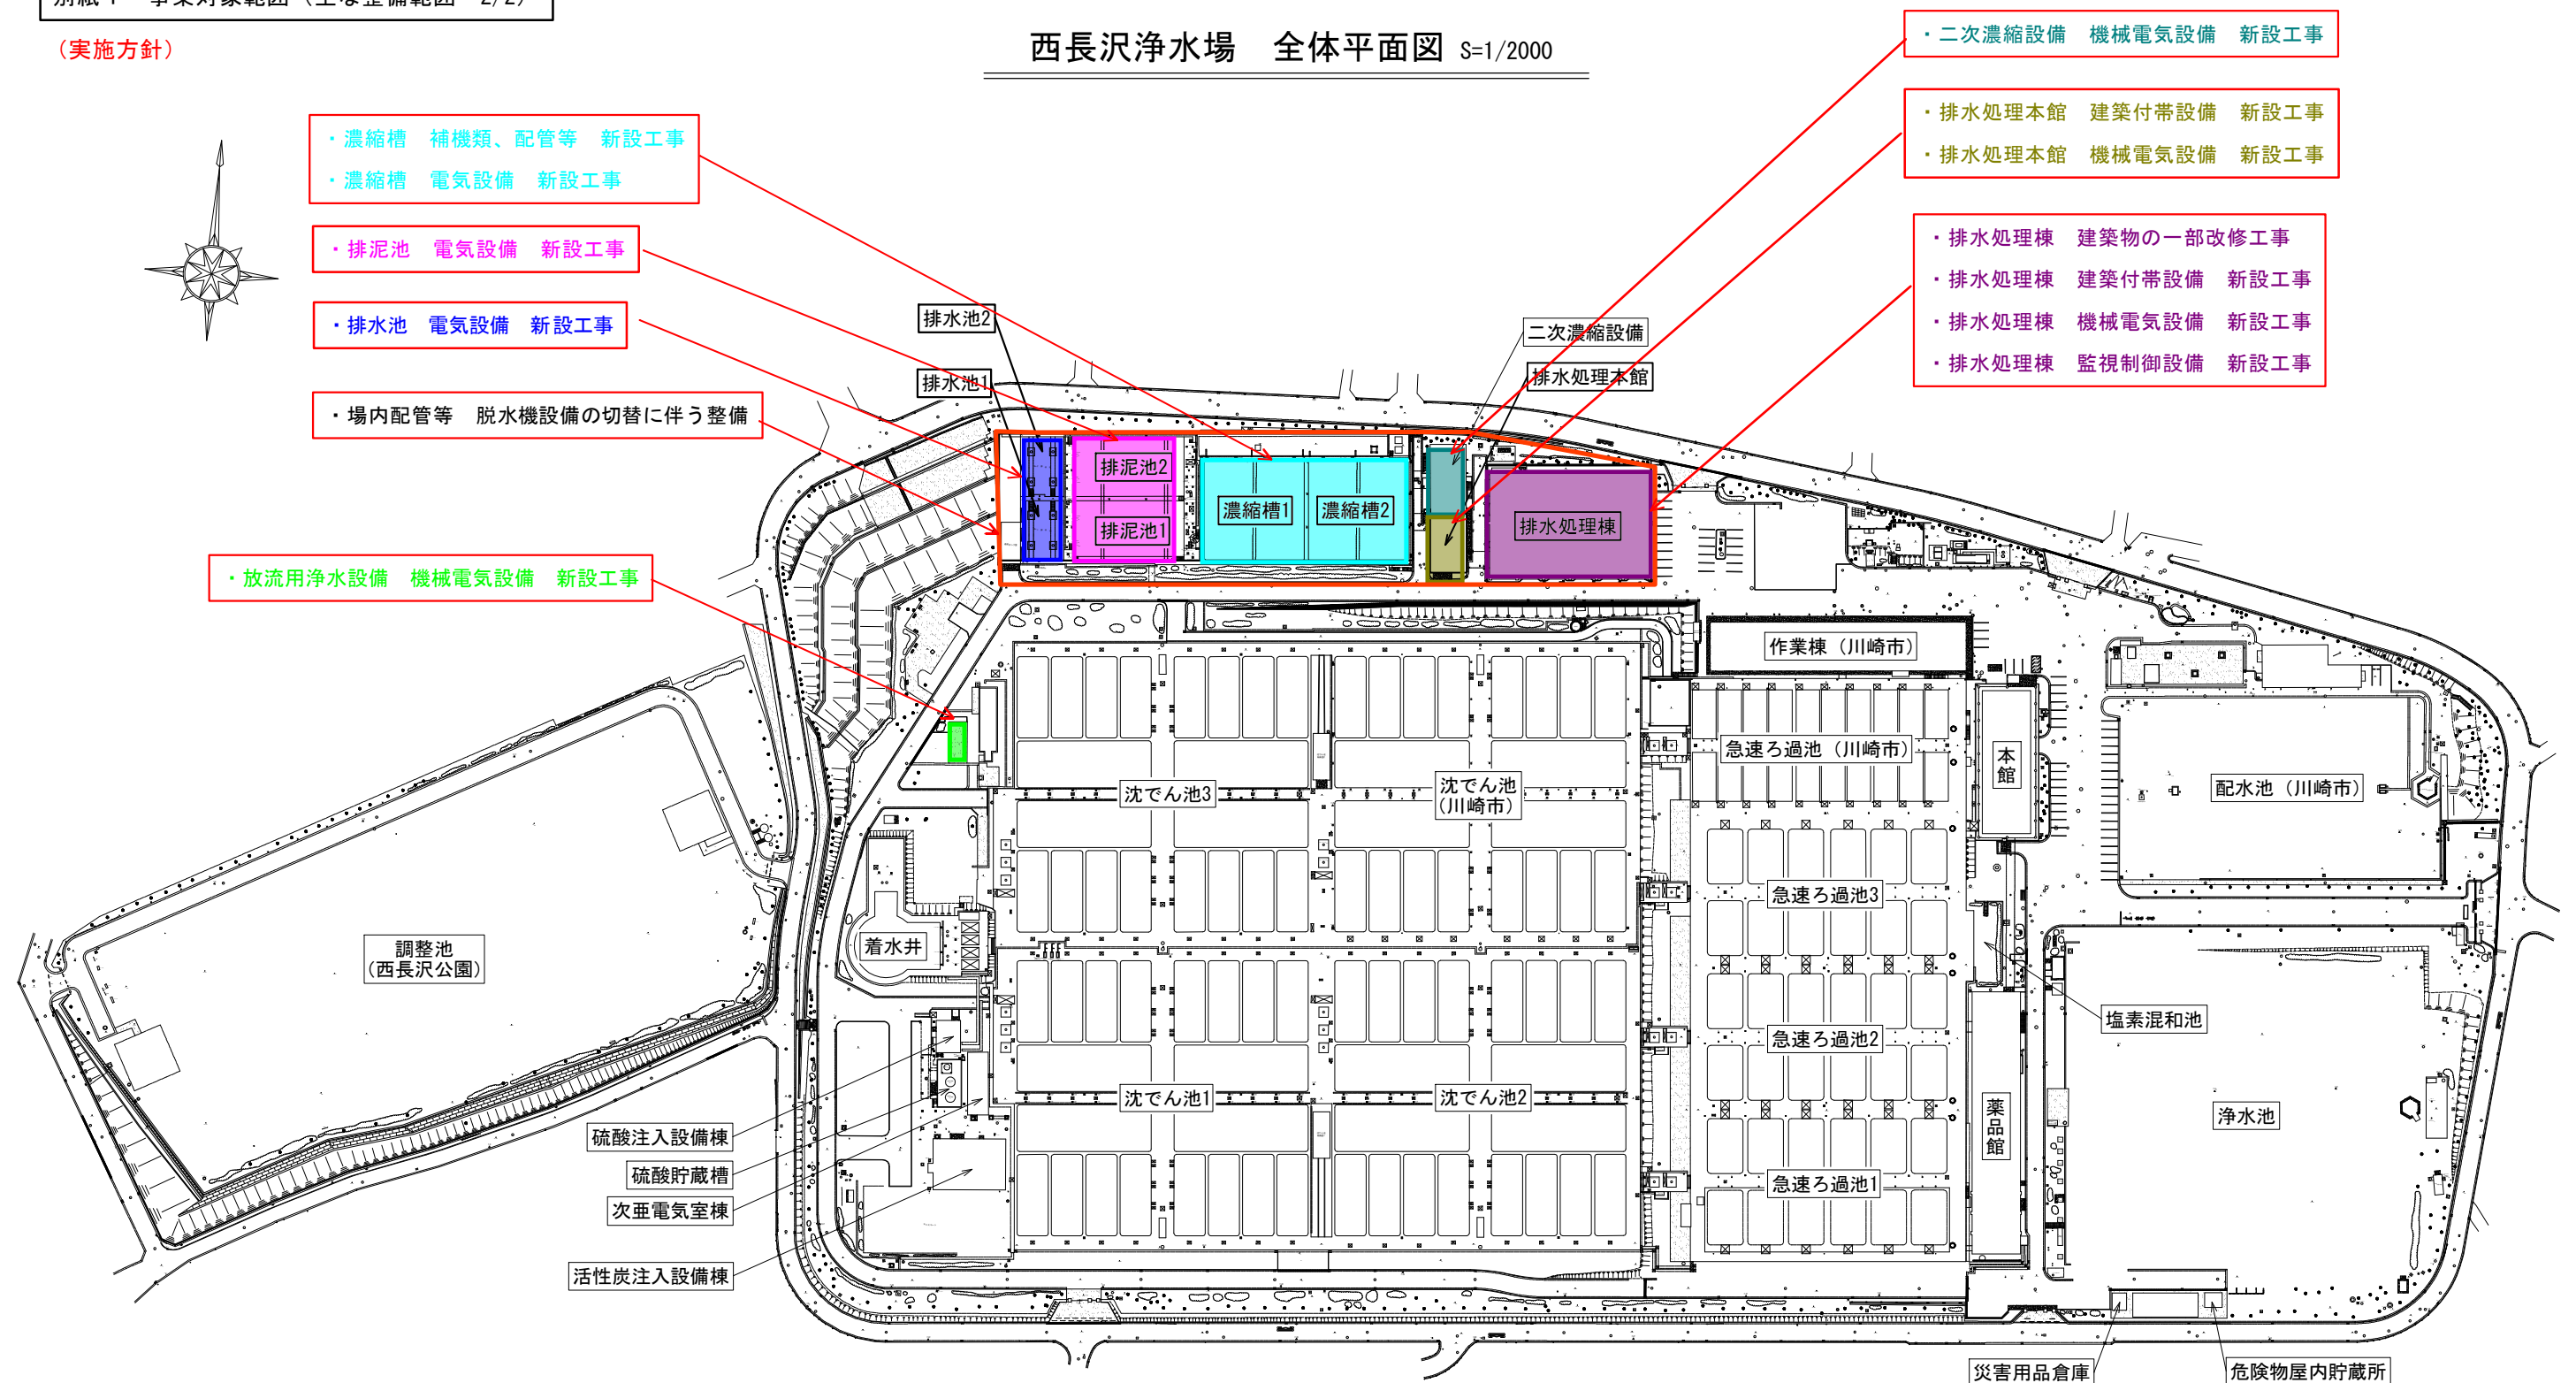 別紙1 事業対象範囲（主な整備範囲 2/2）
（実施方針）
西長沢浄水場　全体平面図 S=1/2000
・二次濃縮設備　機械電気設備　新設工事
・排水処理本館　建築付帯設備　新設工事
・排水処理本館　機械電気設備　新設工事
・排水処理棟　建築物の一部改修工事
・排水処理棟　建築付帯設備　新設工事
・排水処理棟　機械電気設備　新設工事
・排水処理棟　監視制御設備　新設工事
・濃縮槽　補機類、配管等　新設工事
・濃縮槽　電気設備　新設工事
・排泥池　電気設備　新設工事
・排水池　電気設備　新設工事
・場内配管等　脱水機設備の切替に伴う整備
・放流用浄水設備　機械電気設備　新設工事
排水池2
排水池1
二次濃縮設備
排水処理本館
排泥池2
排泥池1
濃縮槽1
濃縮槽2
排水処理棟
作業棟（川崎市）
急速ろ過池（川崎市）
本館
配水池（川崎市）
沈でん池3
沈でん池
(川崎市)
急速ろ過池3
着水井
調整池
(西長沢公園)
塩素混和池
急速ろ過池2
沈でん池1
沈でん池2
薬品館
浄水池
硫酸注入設備棟
硫酸貯蔵槽
次亜電気室棟
急速ろ過池1
活性炭注入設備棟
災害用品倉庫
危険物屋内貯蔵所